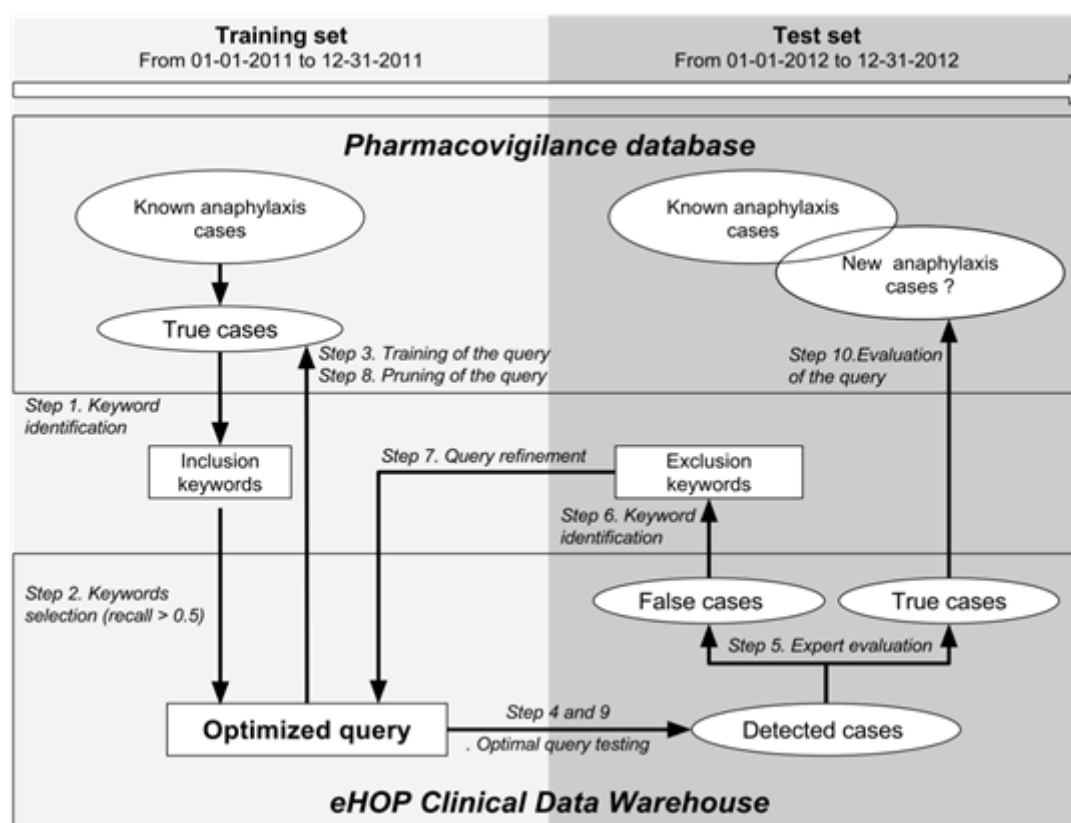 Training set
From 01-01-2011 to 12-31-2011
Test set
From 01-01-2012 to 12-31-2012
Pharmacovigilance database
Known anaphylaxis
cases
Known anaphylaxis
cases
New anaphylaxis
cases ?
True cases
Step 3. Training of the query
Step 8. Pruning of the query
Step 10.Evaluation
of the query
Step 1. Keyword
identification
Inclusion
keywords
Step 7. Query refinement
Exclusion
keywords
Step 6. Keyword
identification
Step 2. Keywords
selection (recall > 0.5)
False cases
True cases
Step 5. Expert evaluation
Optimized query
Step 4 and 9
. Optimal query testing
Detected cases
eHOP Clinical Data Warehouse